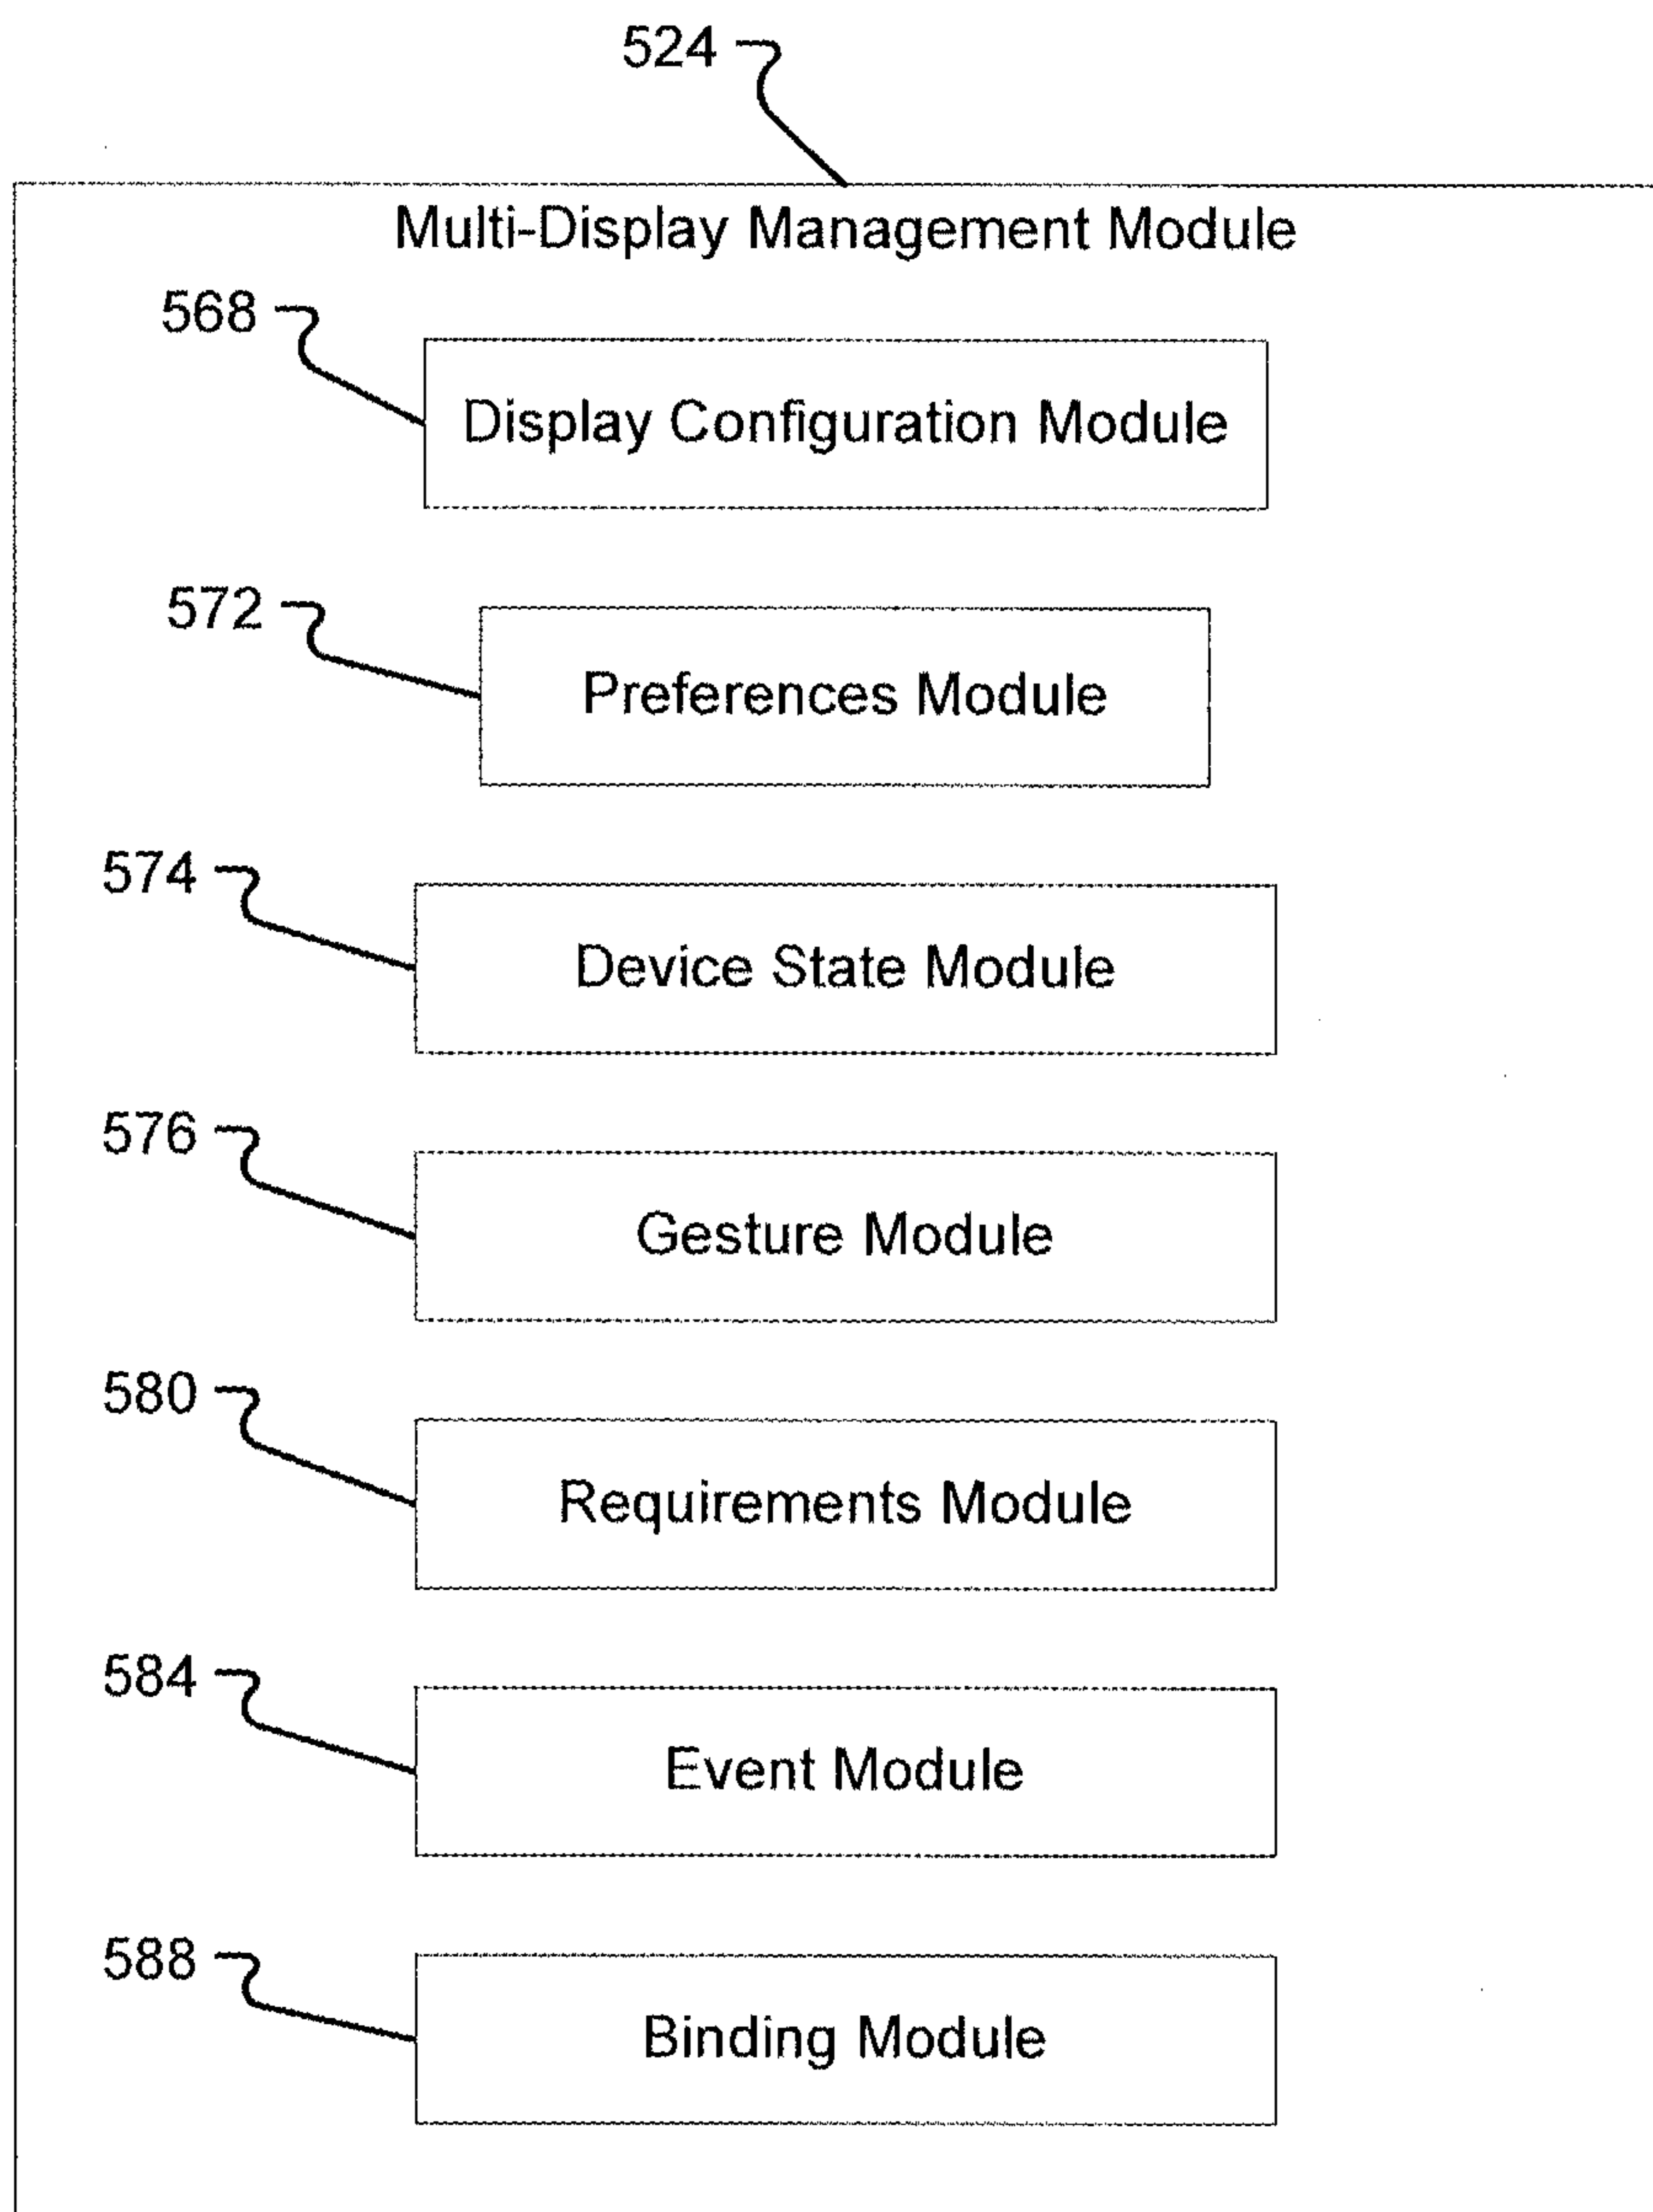 524
Multi-Display Management Module
568
Display Configuration Module
572
Preferences Module
574
Device State Module
576
Gesture Module
580
Requirements Module
584
Event Module
588
Binding Module